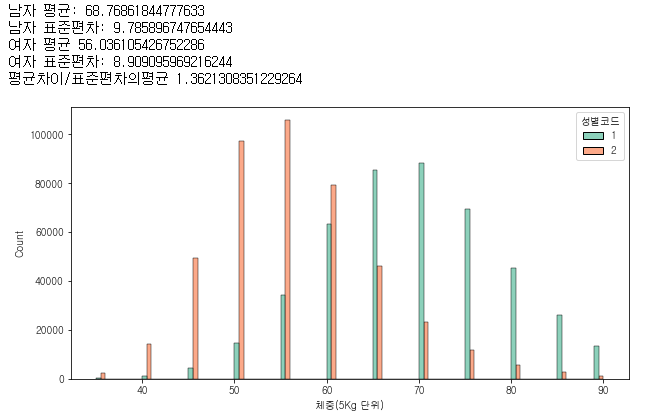 남자 평균: 68.76861844777633
남자 표준편차: 9.785896747654443
여자 평균 56.036105426752286
여자 표준편차: 8.909095969216244
평균차이/표준편차의평균 1.3621308351229264
성별코드
1
2
100000
80000
60000
40000
20000
0
Count
40 50 60 70 80 90
체중(5Kg 단위)